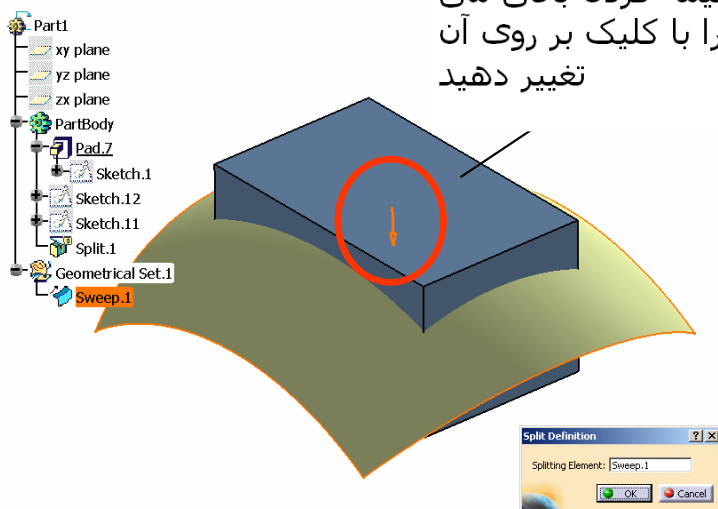 را با کلیک بر روی آن
تغییر دهید
Part1
xy plane
yz plane
zx plane
PartBody
Pad.7
Sketch.1
Sketch.12
Sketch.11
Split.1
Geometrical Set.1
Sweep.1
Split Definition
Splitting Element: Sweep.1
OK Cancel